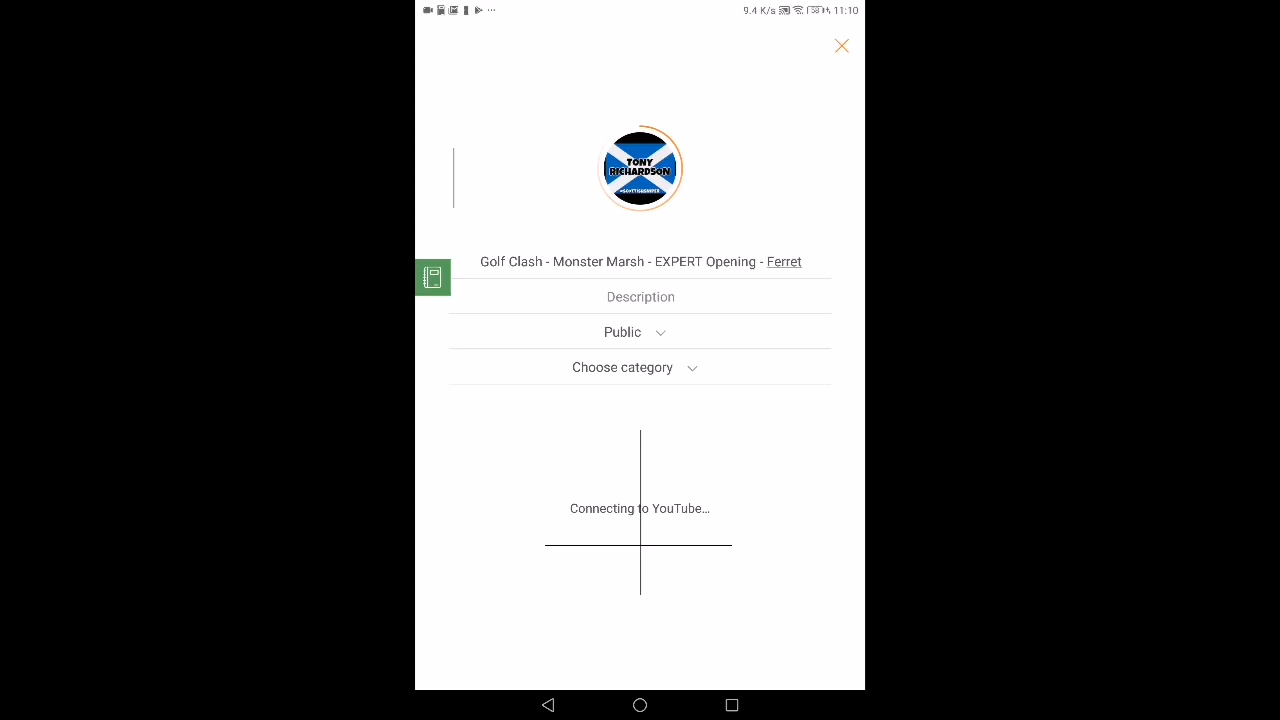 9.4 K/s 58 11:10
TONY
RICHARDSON
Golf Clash - Monster Marsh - EXPERT Opening - Ferret
Description
Public
Choose category
Connecting to YouTube...